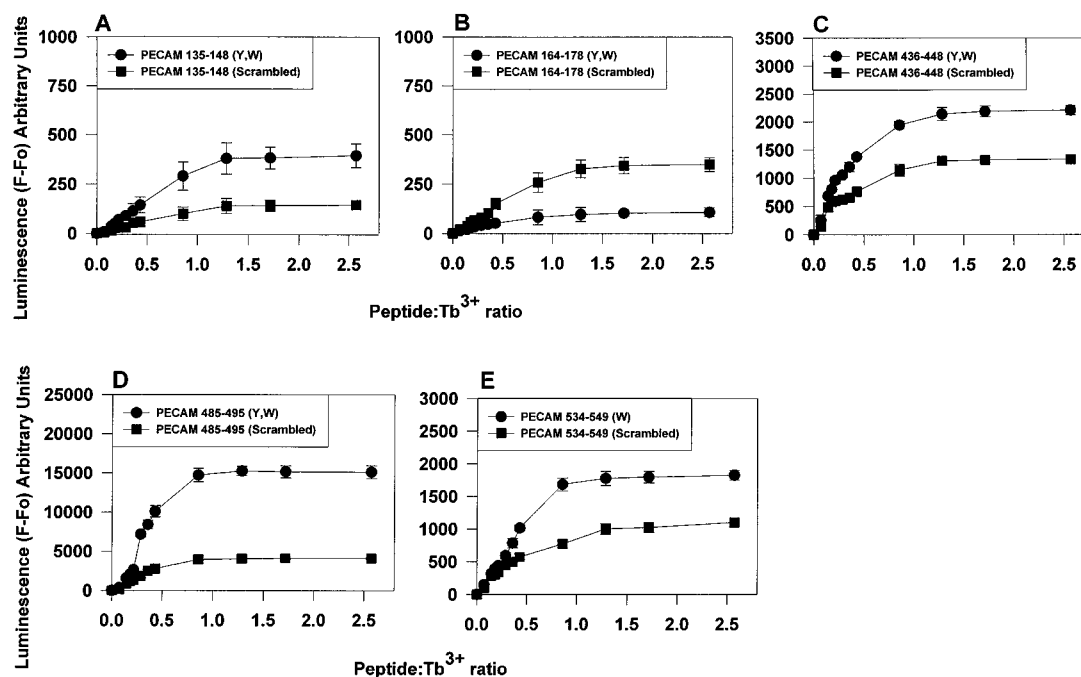 A
B
C
Luminescence (F-Fo) Arbitrary Units
1000
750
500
250
0
PECAM 135-148 (Y,W)
PECAM 135-148 (Scrambled)
0.0 0.5 1.0 1.5 2.0 2.5
1000
750
500
250
0
PECAM 164-178 (Y,W)
PECAM 164-178 (Scrambled)
0.0 0.5 1.0 1.5 2.0 2.5
3500
3000
2500
2000
1500
1000
500
0
PECAM 436-448 (Y,W)
PECAM 436-448 (Scrambled)
0.0 0.5 1.0 1.5 2.0 2.5
Peptide:Tb3+ ratio
D
E
Luminescence (F-Fo) Arbitrary Units
25000
20000
15000
10000
5000
0
PECAM 485-495 (Y,W)
PECAM 485-495 (Scrambled)
0.0 0.5 1.0 1.5 2.0 2.5
3000
2500
2000
1500
1000
500
0
PECAM 534-549 (W)
PECAM 534-549 (Scrambled)
0.0 0.5 1.0 1.5 2.0 2.5
Peptide:Tb3+ ratio